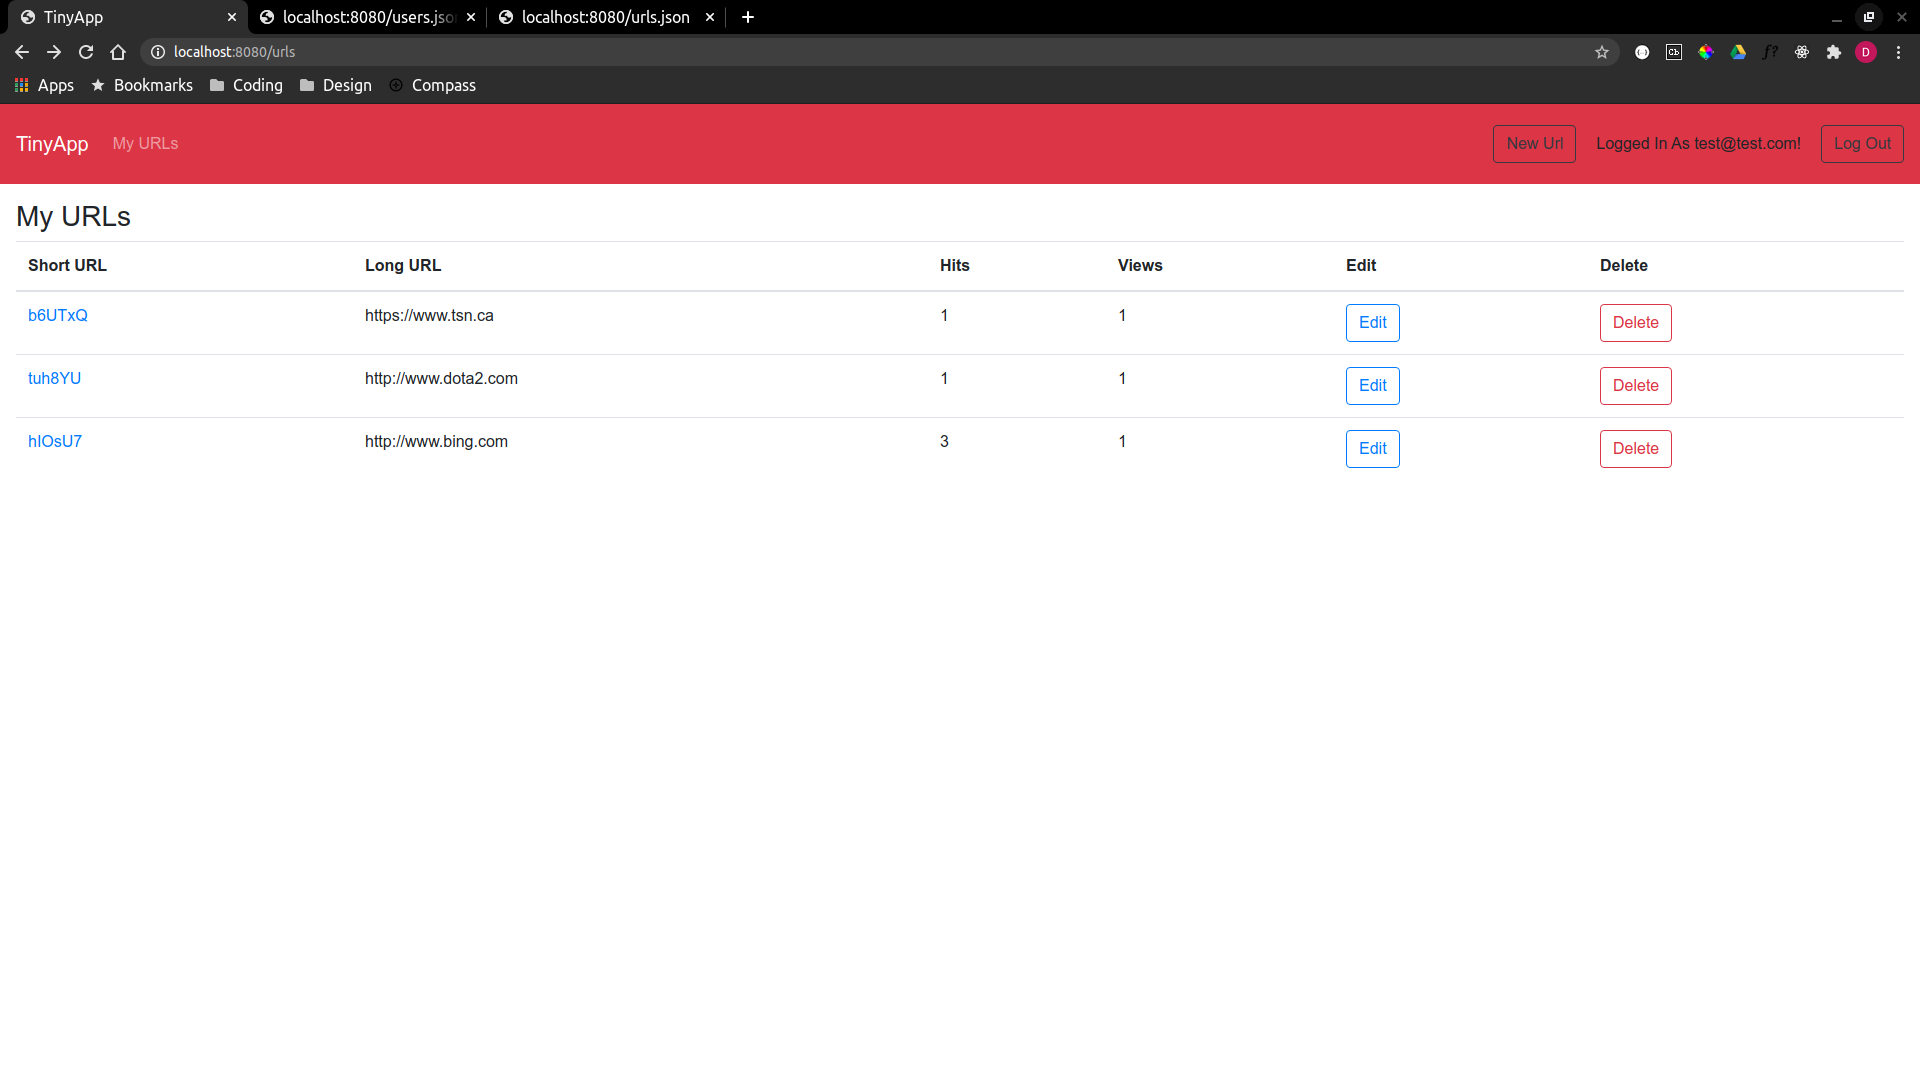 TinyApp
localhost:8080/users.jso
localhost:8080/urls.json
localhost:8080/urls
Cb
f?
D
Apps
Bookmarks
Coding
Design
Compass
TinyApp My URLs New Url Logged In As test@test.com! Log Out
My URLs
Short URL Long URL Hits Views Edit Delete
b6UTxQ https://www.tsn.ca 1 1 Edit Delete
tuh8YU http://www.dota2.com 1 1 Edit Delete
hIOsU7 http://www.bing.com 3 1 Edit Delete